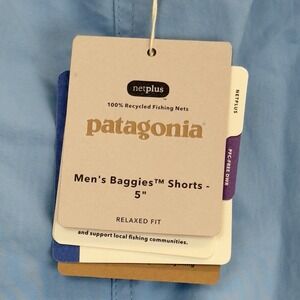 netplus
100% Recycled Fishing Nets
patagonia
Men's Baggies™ Shorts -
5"
RELAXED FIT
and support local fishing communities.
NETPLUS
PFC-FREE DWR